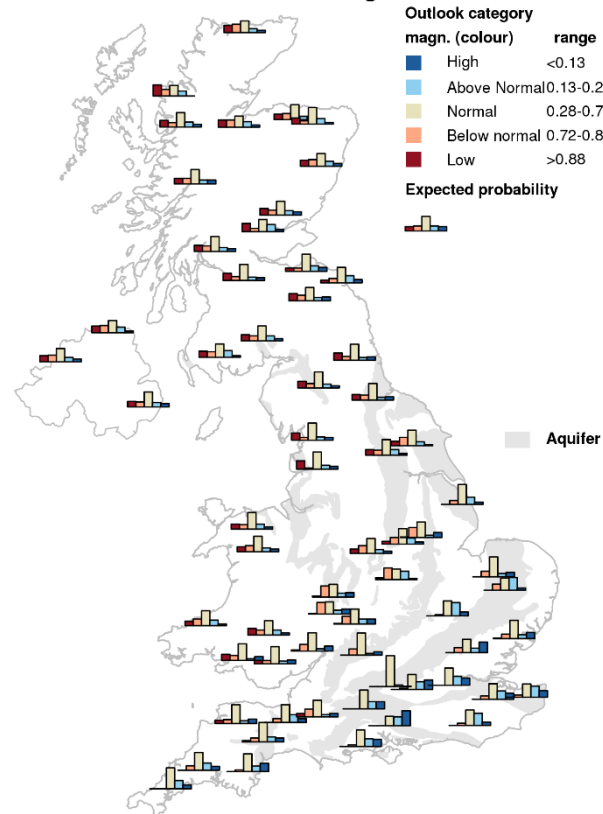 Outlook category
magn. (colour) range
High <0.13
Above Normal 0.13-0.2
Normal 0.28-0.7
Below normal 0.72-0.8
Low >0.88
Expected probability
Aquifer